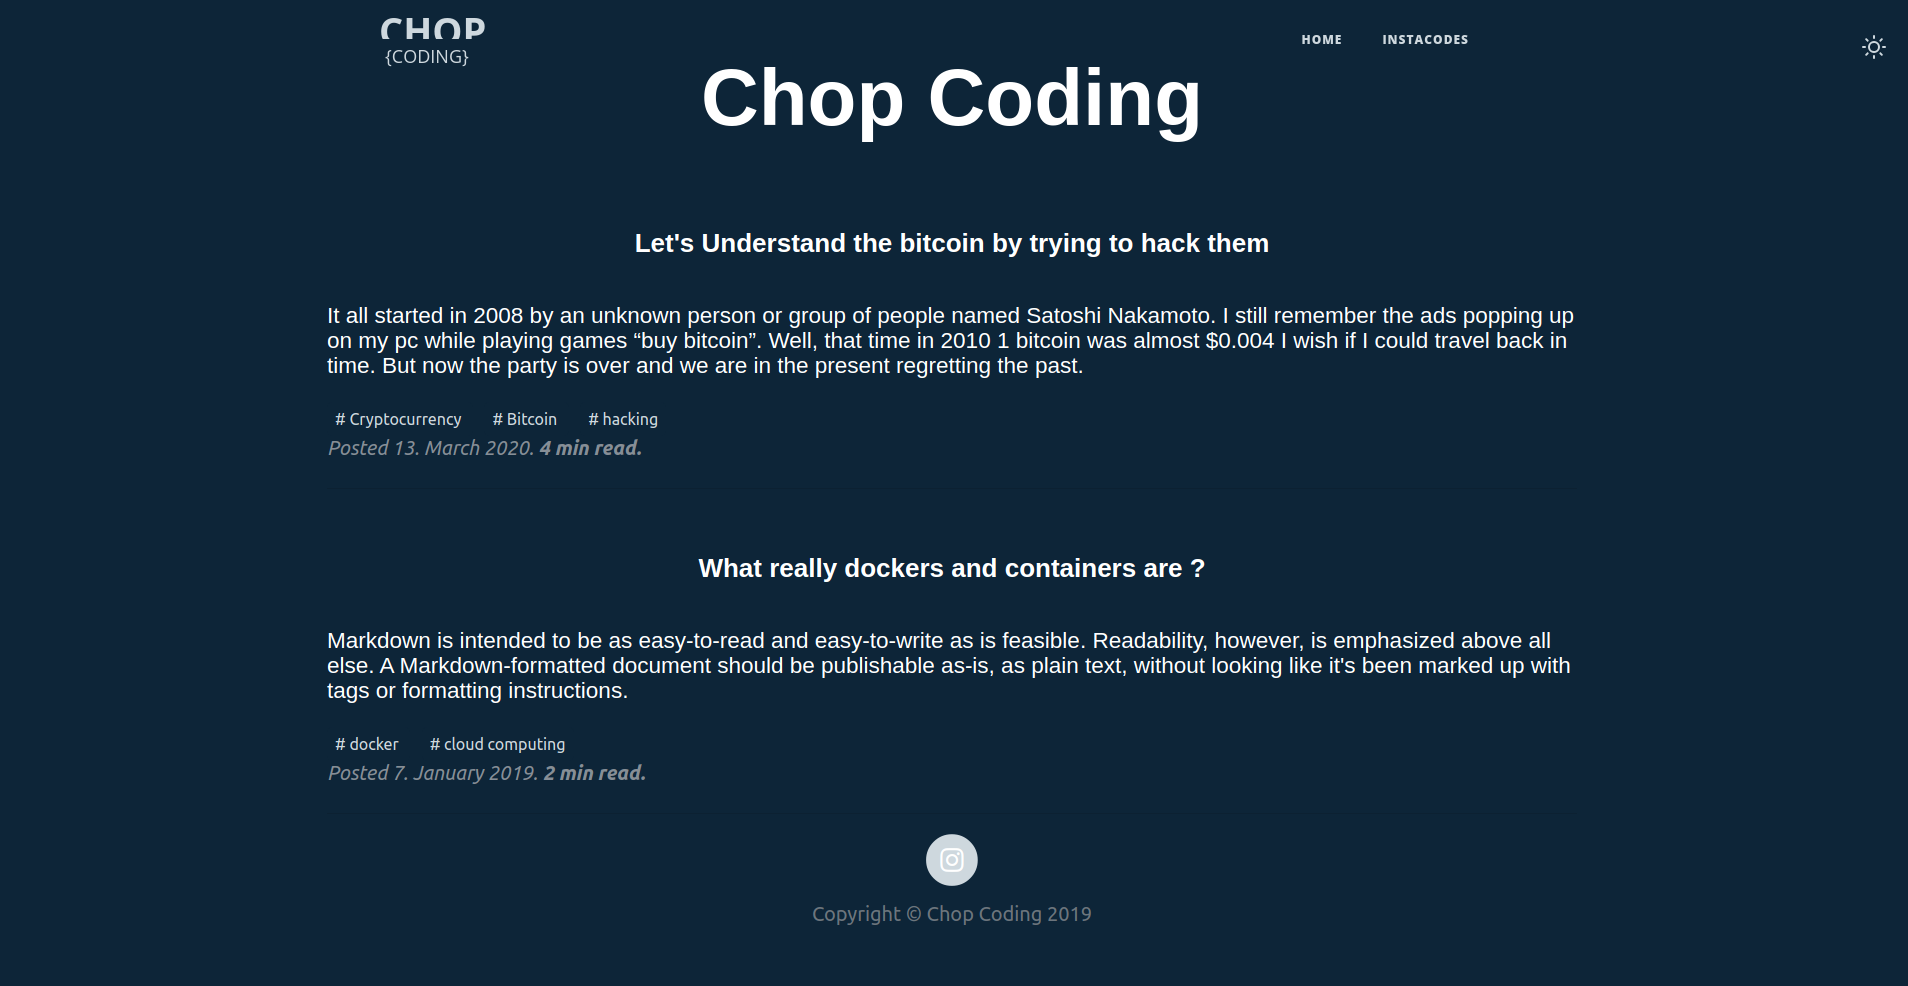 CHOP
{CODING}
HOME INSTACODES
Chop Coding
Let's Understand the bitcoin by trying to hack them
It all started in 2008 by an unknown person or group of people named Satoshi Nakamoto. I still remember the ads popping up
on my pc while playing games “buy bitcoin”. Well, that time in 2010 1 bitcoin was almost $0.004 I wish if I could travel back in
time. But now the party is over and we are in the present regretting the past.
# Cryptocurrency # Bitcoin # hacking
Posted 13. March 2020. 4 min read.
What really dockers and containers are ?
Markdown is intended to be as easy-to-read and easy-to-write as is feasible. Readability, however, is emphasized above all
else. A Markdown-formatted document should be publishable as-is, as plain text, without looking like it's been marked up with
tags or formatting instructions.
# docker # cloud computing
Posted 7. January 2019. 2 min read.
Copyright © Chop Coding 2019